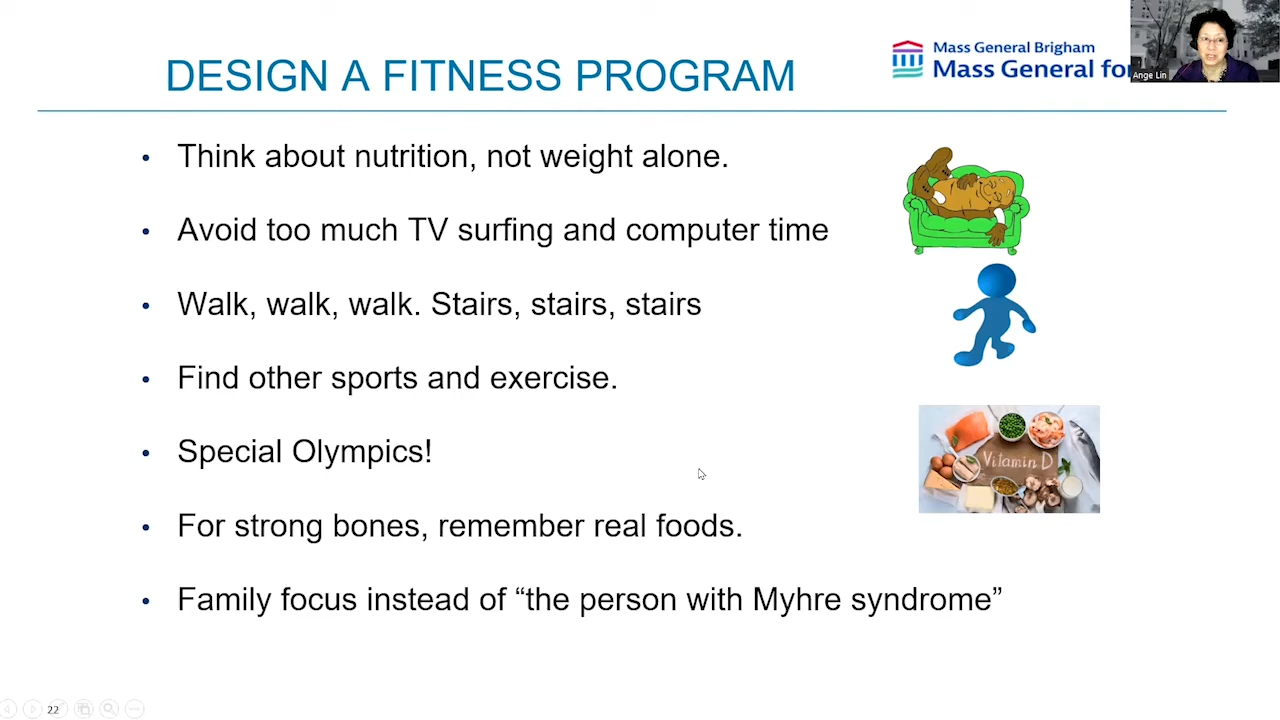 DESIGN A FITNESS PROGRAM
Mass General Brigham
Mass General for
Ange Lin
• Think about nutrition, not weight alone.
• Avoid too much TV surfing and computer time
• Walk, walk, walk. Stairs, stairs, stairs
• Find other sports and exercise.
• Special Olympics!
Vitamin D
• For strong bones, remember real foods.
• Family focus instead of “the person with Myhre syndrome”
22